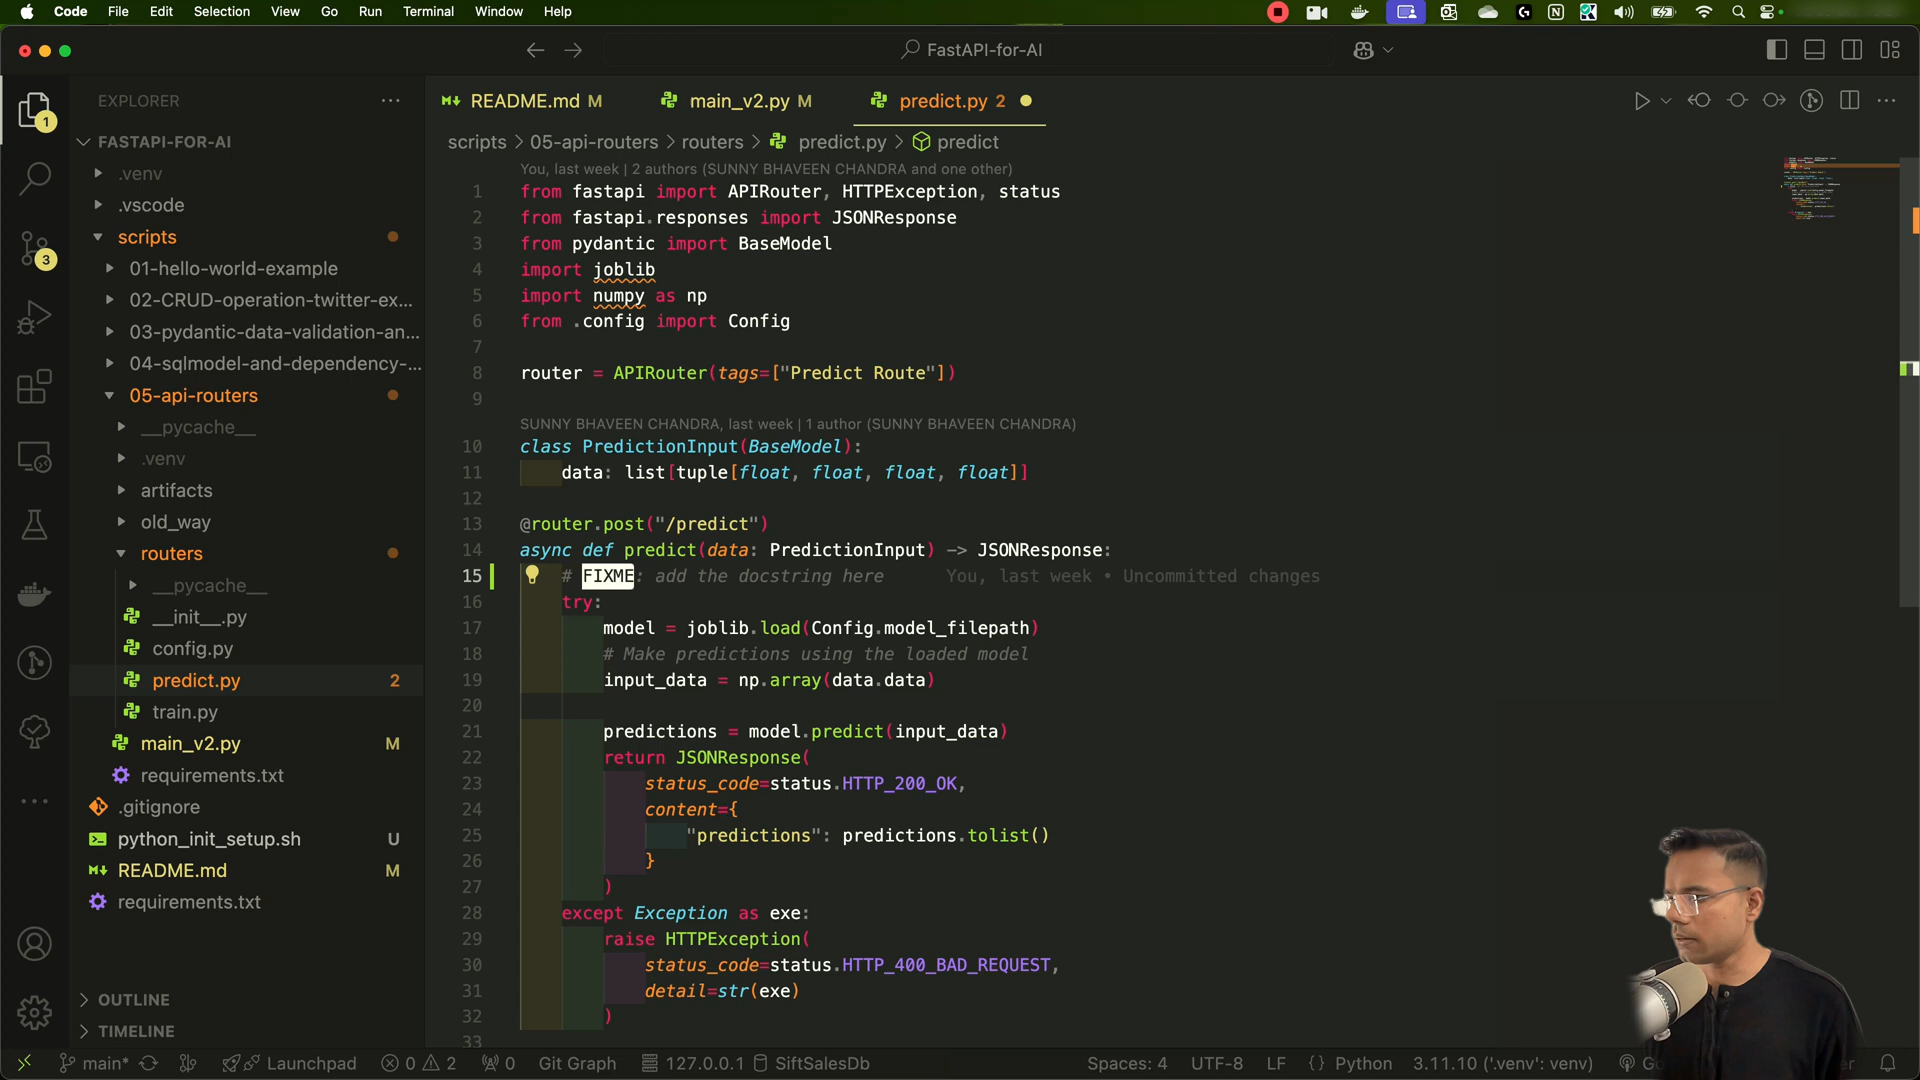 Code File Edit Selection View Go Run Terminal Window Help
FastAPI-for-AI
EXPLORER
FASTAPI-FOR-AI
.venv
.vscode
scripts
01-hello-world-example
02-CRUD-operation-twitter-ex...
03-pydantic-data-validation-an...
04-sqlmodel-and-dependency-...
05-api-routers
__pycache__
.venv
artifacts
old_way
routers
__pycache__
__init__.py
config.py
predict.py 2
train.py
main_v2.py M
requirements.txt
.gitignore
python_init_setup.sh U
README.md M
requirements.txt
OUTLINE
TIMELINE
1
3
README.md M main_v2.py M predict.py 2
scripts > 05-api-routers > routers > predict.py > predict
You, last week | 2 authors (SUNNY BHAVEEN CHANDRA and one other)
1 from fastapi import APIRouter, HTTPException, status
2 from fastapi.responses import JSONResponse
3 from pydantic import BaseModel
4 import joblib
5 import numpy as np
6 from .config import Config
7
8 router = APIRouter(tags=["Predict Route"])
9
SUNNY BHAVEEN CHANDRA, last week | 1 author (SUNNY BHAVEEN CHANDRA)
10 class PredictionInput(BaseModel):
11 data: list[tuple[float, float, float, float]]
12
13 @router.post("/predict")
14 async def predict(data: PredictionInput) -> JSONResponse:
15 # FIXME: add the docstring here You, last week • Uncommitted changes
16 try:
17 model = joblib.load(Config.model_filepath)
18 # Make predictions using the loaded model
19 input_data = np.array(data.data)
20
21 predictions = model.predict(input_data)
22 return JSONResponse(
23 status_code=status.HTTP_200_OK,
24 content={
25 "predictions": predictions.tolist()
26 }
27 )
28 except Exception as exe:
29 raise HTTPException(
30 status_code=status.HTTP_400_BAD_REQUEST,
31 detail=str(exe)
32 )
33
main* Launchpad 0 2 0 Git Graph 127.0.0.1 SiftSalesDb Spaces: 4 UTF-8 LF {} Python 3.11.10 ('.venv': venv)